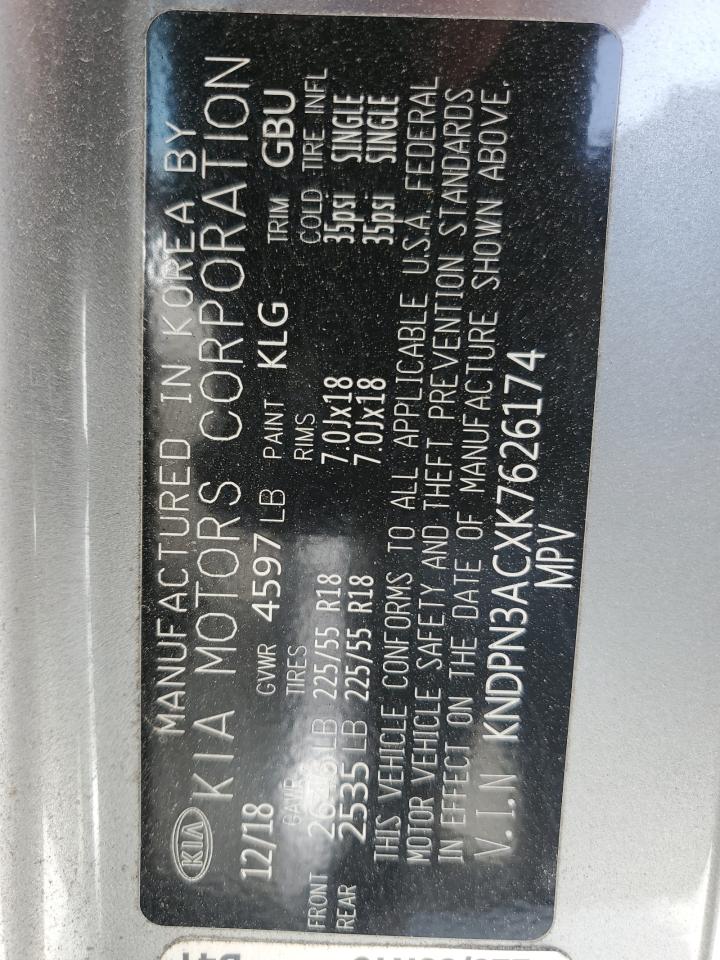 MANUFACTURED IN KOREA BY
KIA KIA MOTORS CORPORATION
12/18 GVWR 4597 LB PAINT KLG TRIM GBU
GAWR TIRES RIMS COLD TIRE INFL
FRONT LB 225/55 R18 7.0Jx18 35psi SINGLE
REAR 2535 LB 225/55 R18 7.0Jx18 35psi SINGLE
THIS VEHICLE CONFORMS TO ALL APPLICABLE U.S.A. FEDERAL
MOTOR VEHICLE SAFETY AND THEFT PREVENTION STANDARDS
IN EFFECT ON THE DATE OF MANUFACTURE SHOWN ABOVE.
V.I.N KNDPN3ACXK7626174
MPV